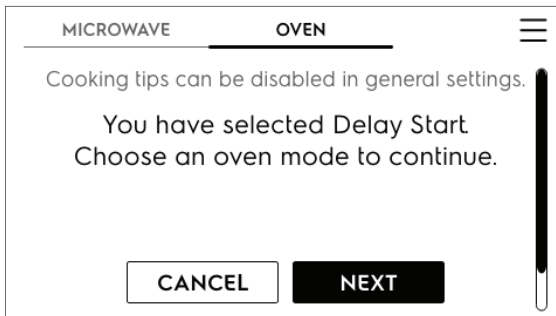 MICROWAVE OVEN
Cooking tips can be disabled in general settings.
You have selected Delay Start.
Choose an oven mode to continue.
CANCEL NEXT